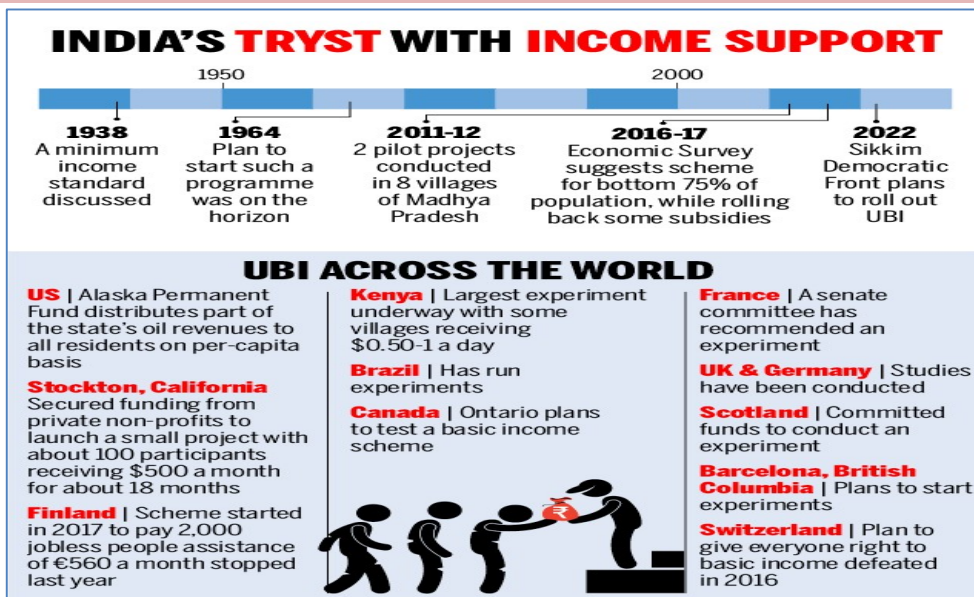 INDIA'S TRYST WITH INCOME SUPPORT
1950
2000
1938
A minimum
income
standard
discussed
1964
Plan to
start such a
programme
was on the
horizon
2011-12
2 pilot projects
conducted
in 8 villages
of Madhya
Pradesh
2016-17
Economic Survey
suggests scheme
for bottom 75% of
population, while rolling
back some subsidies
2022
Sikkim
Democratic
Front plans
to roll out
UBI
UBI ACROSS THE WORLD
US | Alaska Permanent
Fund distributes part of
the state's oil revenues to
all residents on per-capita
basis
Stockton, California
Secured funding from
private non-profits to
launch a small project with
about 100 participants
receiving $500 a month
for about 18 months
Finland | Scheme started
in 2017 to pay 2,000
jobless people assistance
of €560 a month stopped
last year
Kenya | Largest experiment
underway with some
villages receiving
$0.50-1 a day
Brazil | Has run
experiments
Canada | Ontario plans
to test a basic income
scheme
₹
France | A senate
committee has
recommended an
experiment
UK & Germany | Studies
have been conducted
Scotland | Committed
funds to conduct an
experiment
Barcelona, British
Columbia | Plans to start
experiments
Switzerland | Plan to
give everyone right to
basic income defeated
in 2016